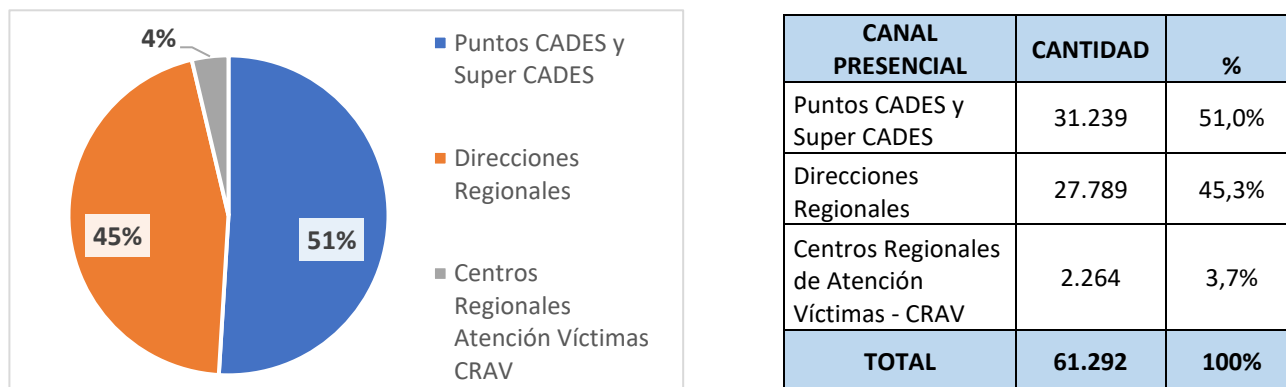 4%
45%
51%
Puntos CADES y
Super CADES
Direcciones
Regionales
Centros
Regionales
Atención Víctimas
CRAV
CANAL
PRESENCIAL
CANTIDAD
%
Puntos CADES y
Super CADES
31.239
51,0%
Direcciones
Regionales
27.789
45,3%
Centros Regionales
de Atención
Víctimas - CRAV
2.264
3,7%
TOTAL
61.292
100%